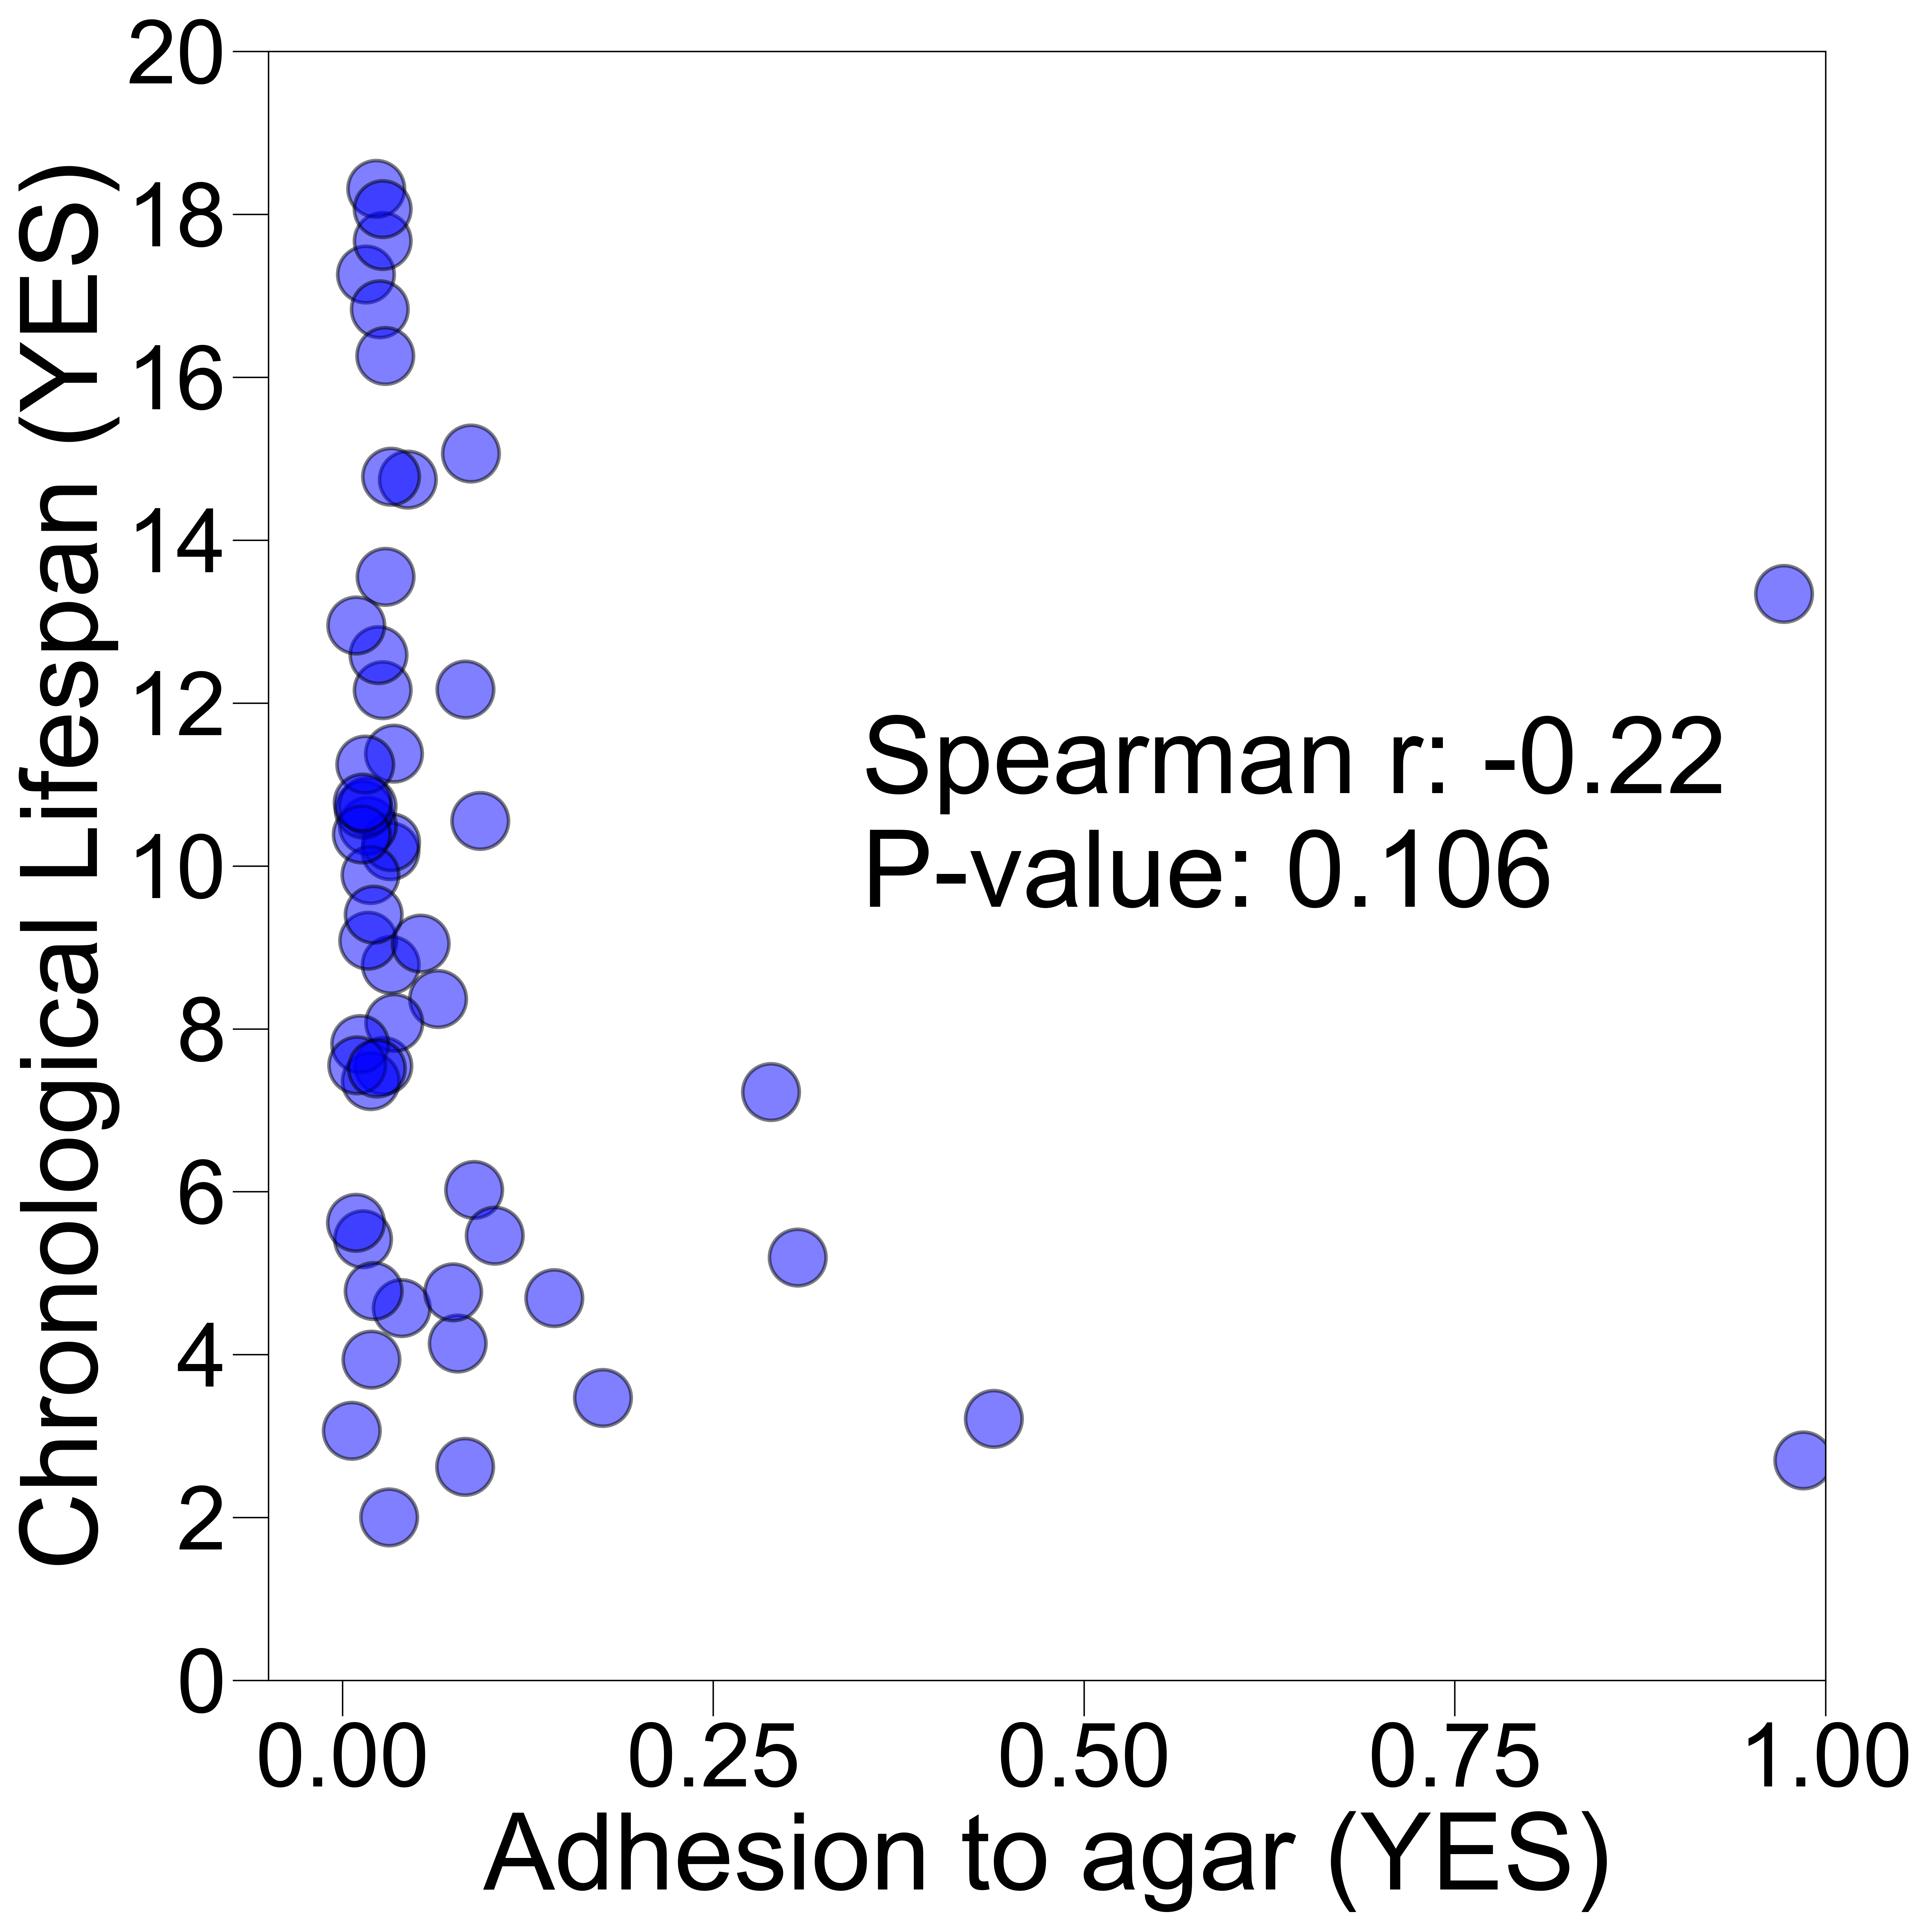 Chronological Lifespan (YES)
20
18
16
14
12
10
8
6
4
2
0
Spearman r: -0.22
P-value: 0.106
0.00 0.25 0.50 0.75 1.00
Adhesion to agar (YES)